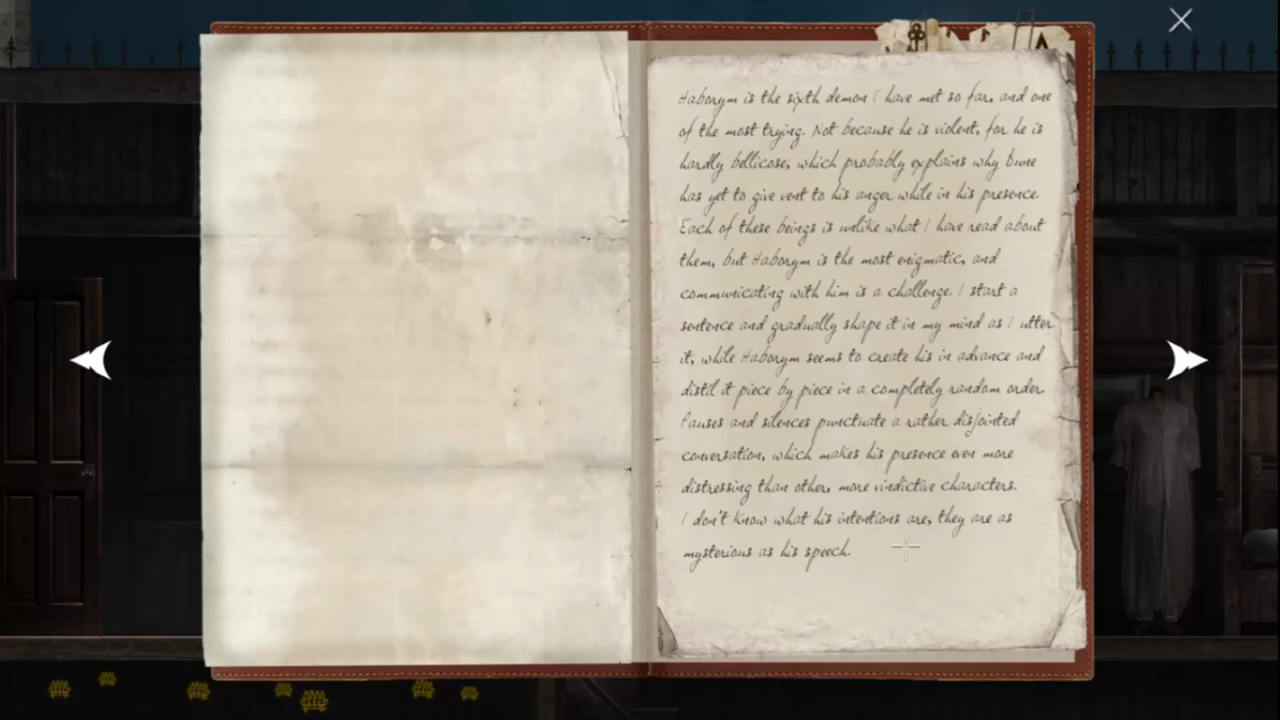 Haborym is the sixth demon I have met so far, and one
of the most trying. Not because he is violent, for he is
hardly bellicose, which probably explains why Bune
has yet to give vent to his anger while in his presence.
Each of these beings is unlike what I have read about
them, but Haborym is the most enigmatic, and
communicating with him is a challenge. I start a
sentence and gradually shape it in my mind as I utter
it, while Haborym seems to create his in advance and
distil it piece by piece in a completely random order.
Pauses and silences punctuate a rather disjointed
conversation, which makes his presence even more
distressing than other, more vindictive characters.
I don't know what his intentions are; they are as
mysterious as his speech.